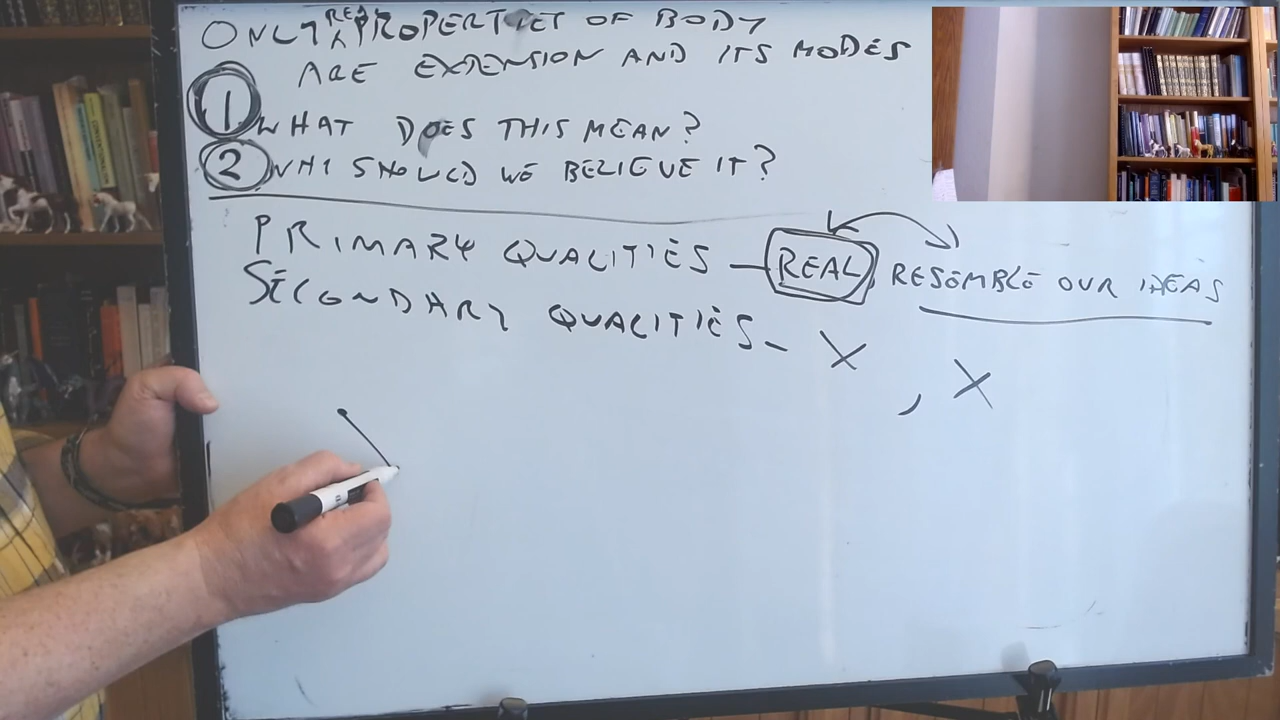 ONLY REAL PROPERTIES OF BODY
ARE EXTENSION AND ITS MODES
1 WHAT DOES THIS MEAN?
2 WHY SHOULD WE BELIEVE IT?
PRIMARY QUALITIES – REAL, RESEMBLE OUR IDEAS
SECONDARY QUALITIES – X , X